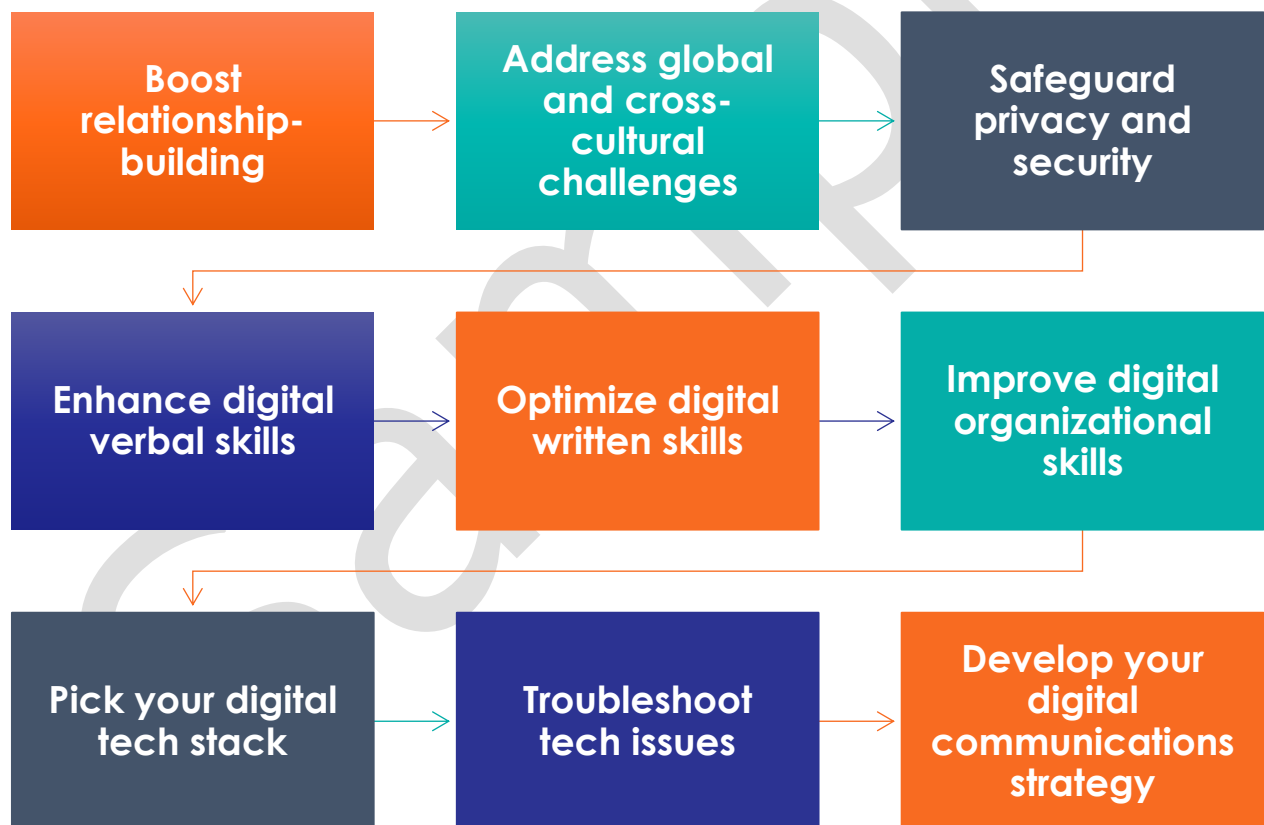 Boost
relationship-
building
Address global
and cross-
cultural
challenges
Safeguard
privacy and
security
Enhance digital
verbal skills
Optimize digital
written skills
Improve digital
organizational
skills
Pick your digital
tech stack
Troubleshoot
tech issues
Develop your
digital
communications
strategy